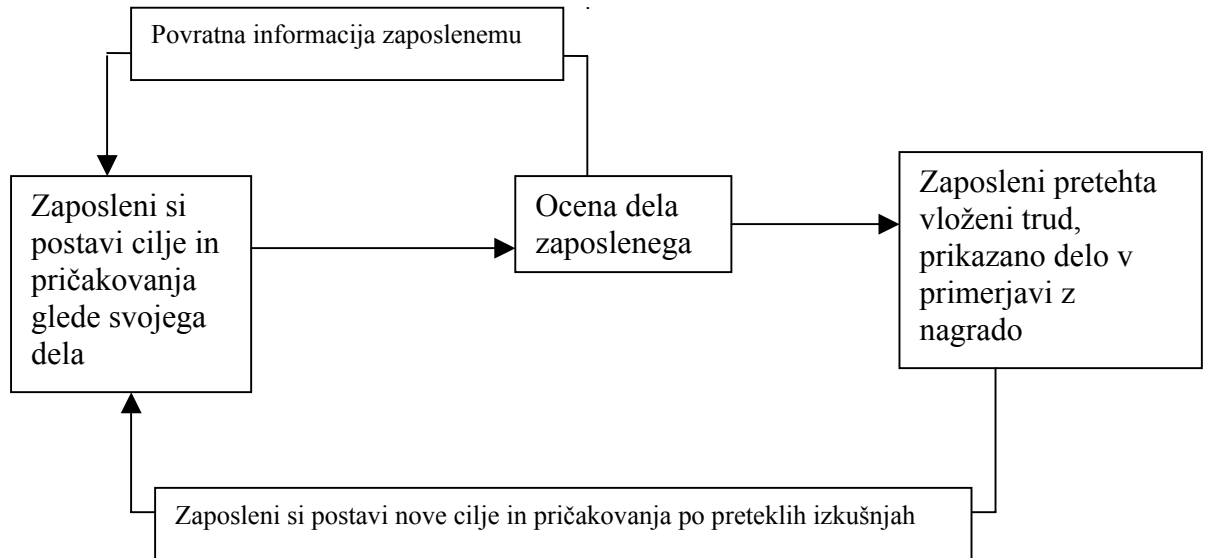 Povratna informacija zaposlenemu
Zaposleni si
postavi cilje in
pričakovanja
glede svojega
dela
Ocena dela
zaposlenega
Zaposleni pretehta
vloženi trud,
prikazano delo v
primerjavi z
nagrado
Zaposleni si postavi nove cilje in pričakovanja po preteklih izkušnjah